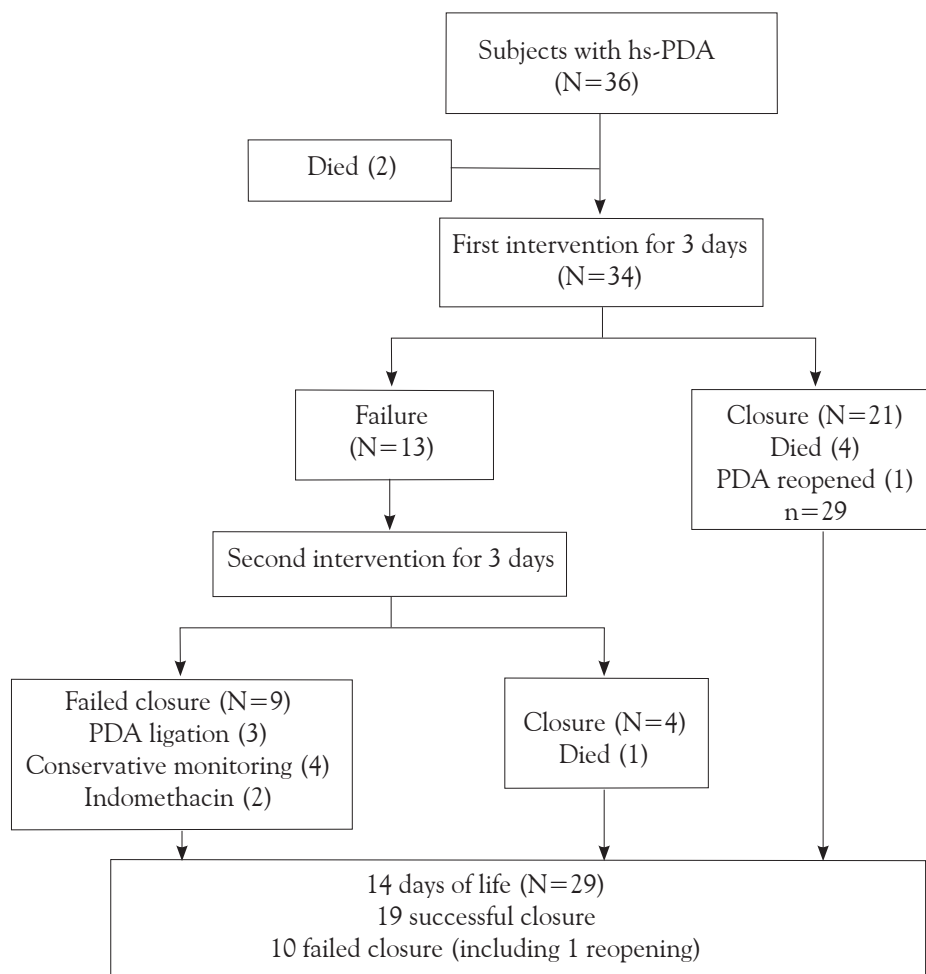 Subjects with hs-PDA
(N=36)
Died (2)
First intervention for 3 days
(N=34)
Failure
(N=13)
Closure (N=21)
Died (4)
PDA reopened (1)
n=29
Second intervention for 3 days
Failed closure (N=9)
PDA ligation (3)
Conservative monitoring (4)
Indomethacin (2)
Closure (N=4)
Died (1)
14 days of life (N=29)
19 successful closure
10 failed closure (including 1 reopening)